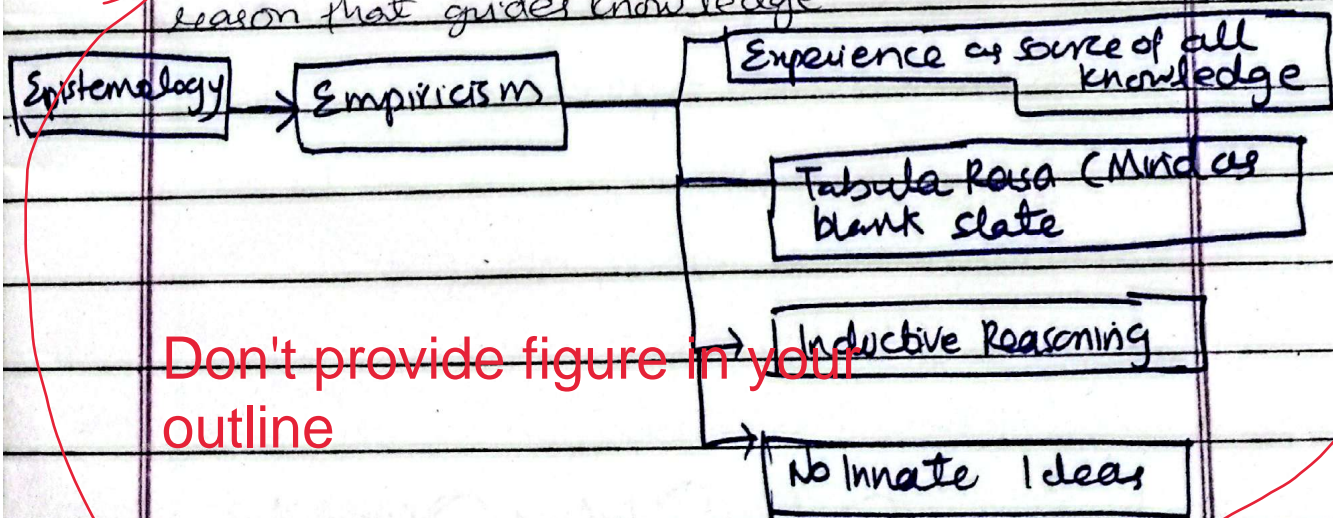 reason that guides knowledge
Epistemology
Empiricism
Experience as source of all
knowledge
Tabula Rasa (Mind as
blank slate
Inductive Reasoning
No Innate Ideas
Don't provide figure in your
outline